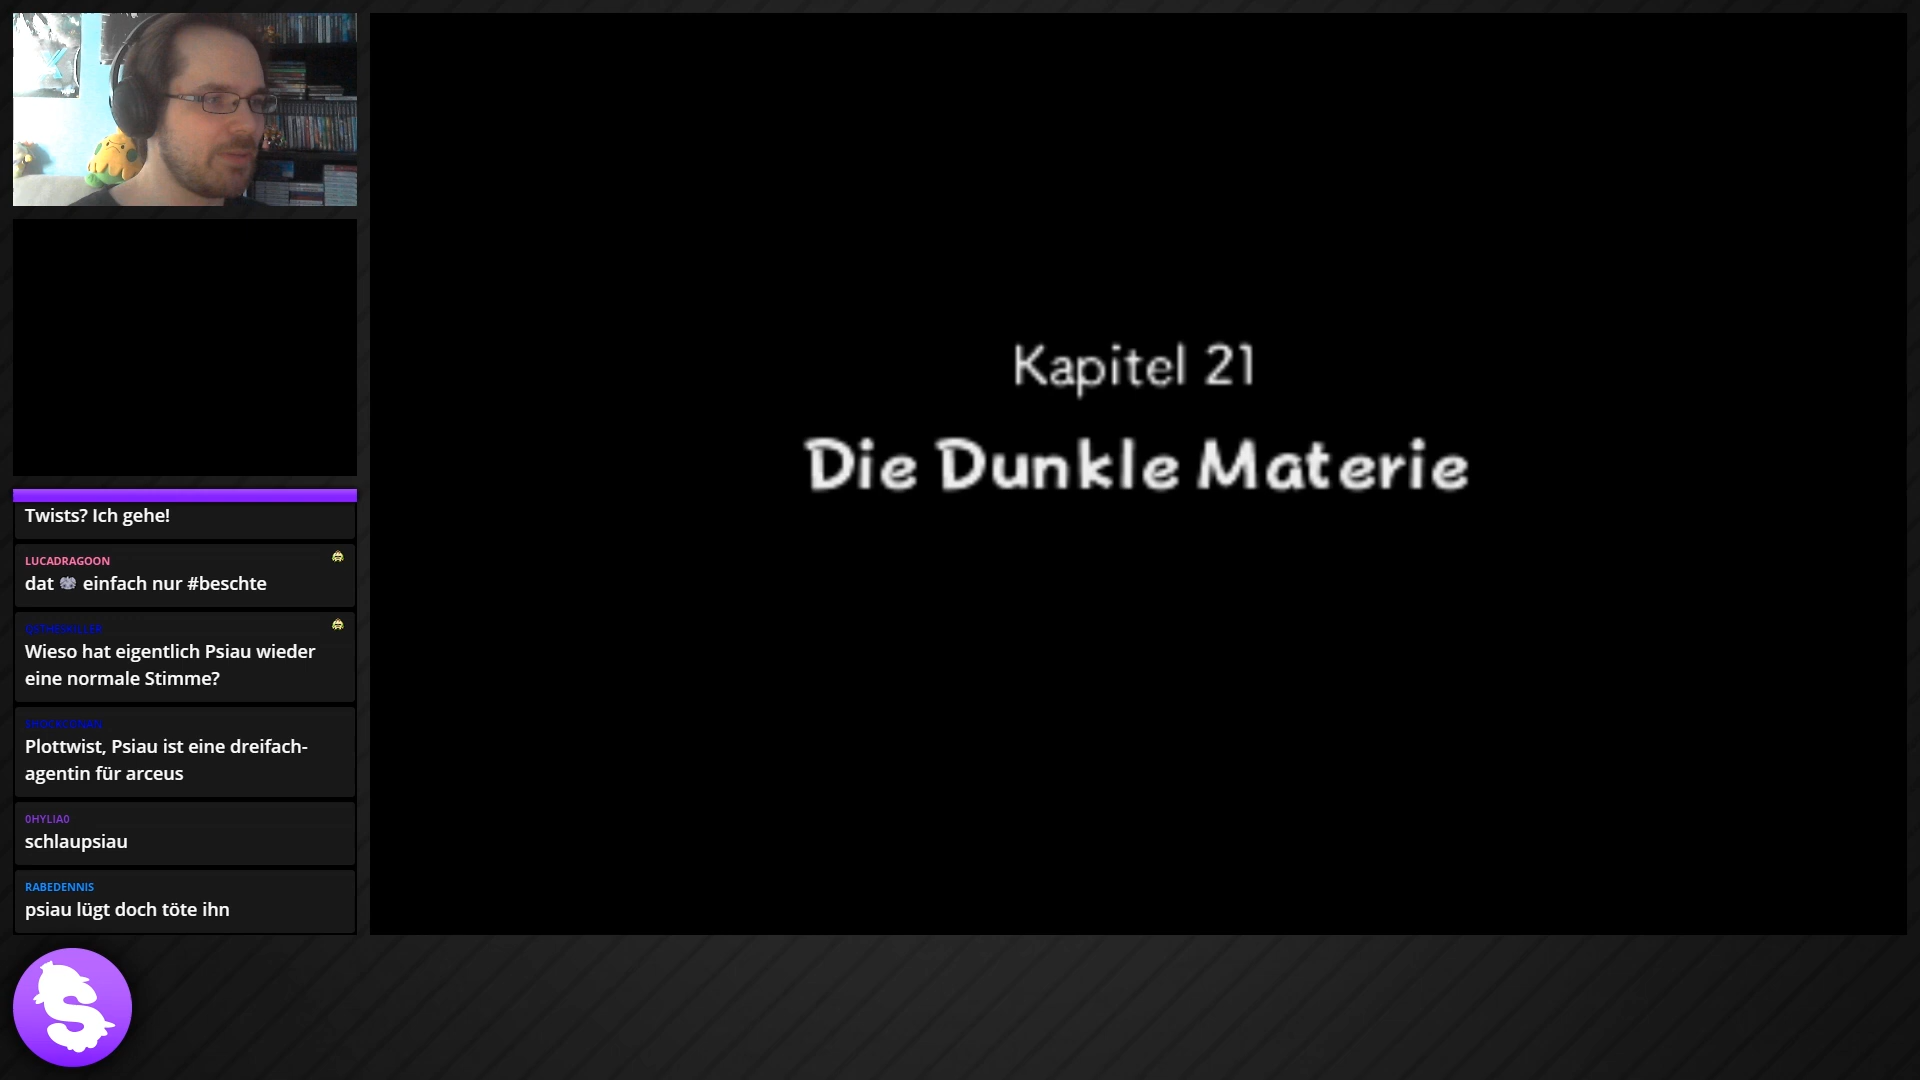 Twists? Ich gehe!
LUCADRAGOON
dat einfach nur #beschte
Wieso hat eigentlich Psiau wieder
eine normale Stimme?
Plottwist, Psiau ist eine dreifach-
agentin für arceus
0HYLIA0
schlaupsiau
RABEDENNIS
psiau lügt doch töte ihn
Kapitel 21
Die Dunkle Materie